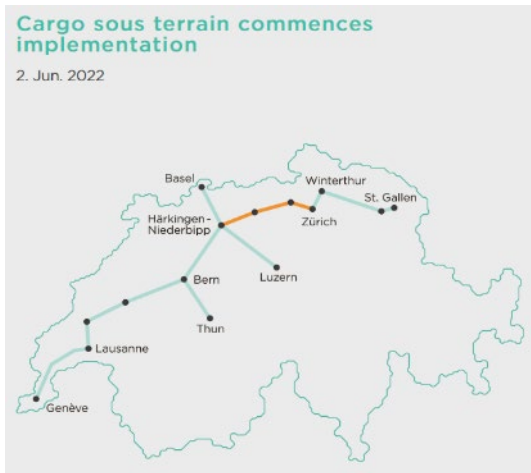 Cargo sous terrain commences
implementation
2. Jun. 2022
Basel
Winterthur
St. Gallen
Härkingen-
Niederbipp
Zürich
Luzern
Bern
Thun
Lausanne
Genève